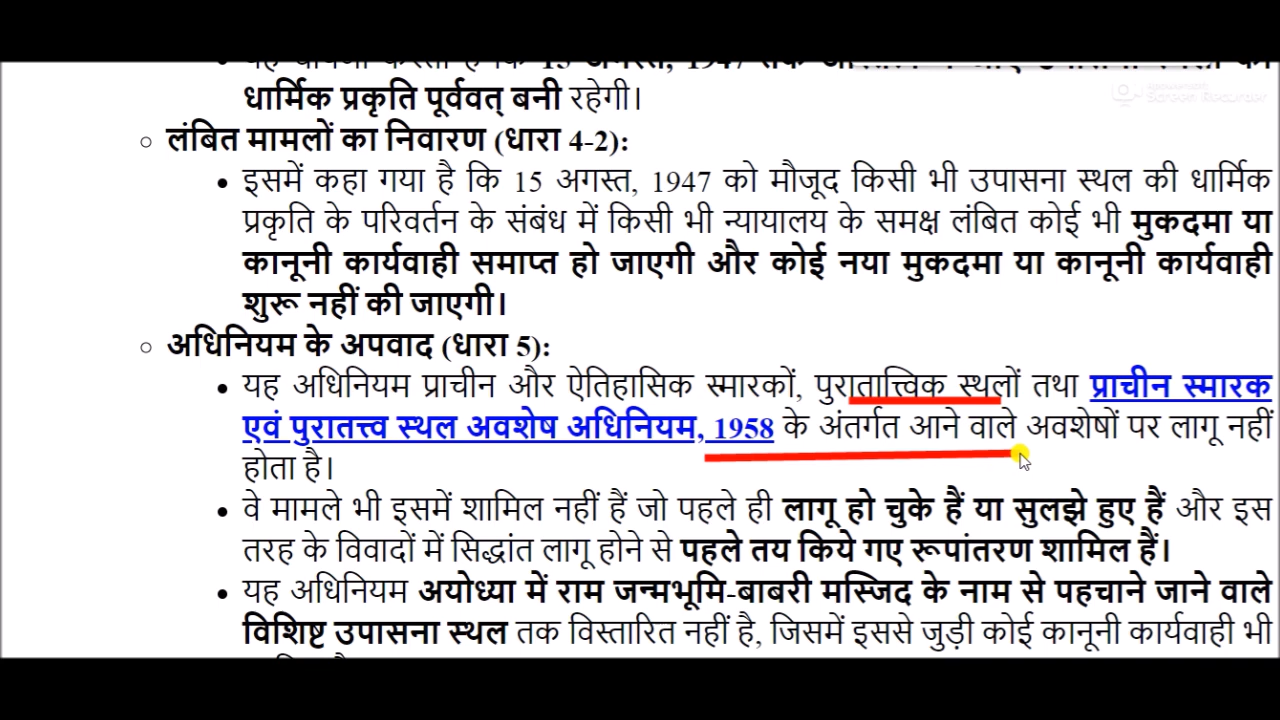 धार्मिक प्रकृति पूर्ववत् बनी रहेगी।
लंबित मामलों का निवारण (धारा 4-2):
इसमें कहा गया है कि 15 अगस्त, 1947 को मौजूद किसी भी उपासना स्थल की धार्मिक
प्रकृति के परिवर्तन के संबंध में किसी भी न्यायालय के समक्ष लंबित कोई भी मुकदमा या
कानूनी कार्यवाही समाप्त हो जाएगी और कोई नया मुकदमा या कानूनी कार्यवाही
शुरू नहीं की जाएगी।
अधिनियम के अपवाद (धारा 5):
यह अधिनियम प्राचीन और ऐतिहासिक स्मारकों, पुरातात्त्विक स्थलों तथा प्राचीन स्मारक
एवं पुरातत्त्व स्थल अवशेष अधिनियम, 1958 के अंतर्गत आने वाले अवशेषों पर लागू नहीं
होता है।
वे मामले भी इसमें शामिल नहीं हैं जो पहले ही लागू हो चुके हैं या सुलझे हुए हैं और इस
तरह के विवादों में सिद्धांत लागू होने से पहले तय किये गए रूपांतरण शामिल हैं।
यह अधिनियम अयोध्या में राम जन्मभूमि-बाबरी मस्जिद के नाम से पहचाने जाने वाले
विशिष्ट उपासना स्थल तक विस्तारित नहीं है, जिसमें इससे जुड़ी कोई कानूनी कार्यवाही भी